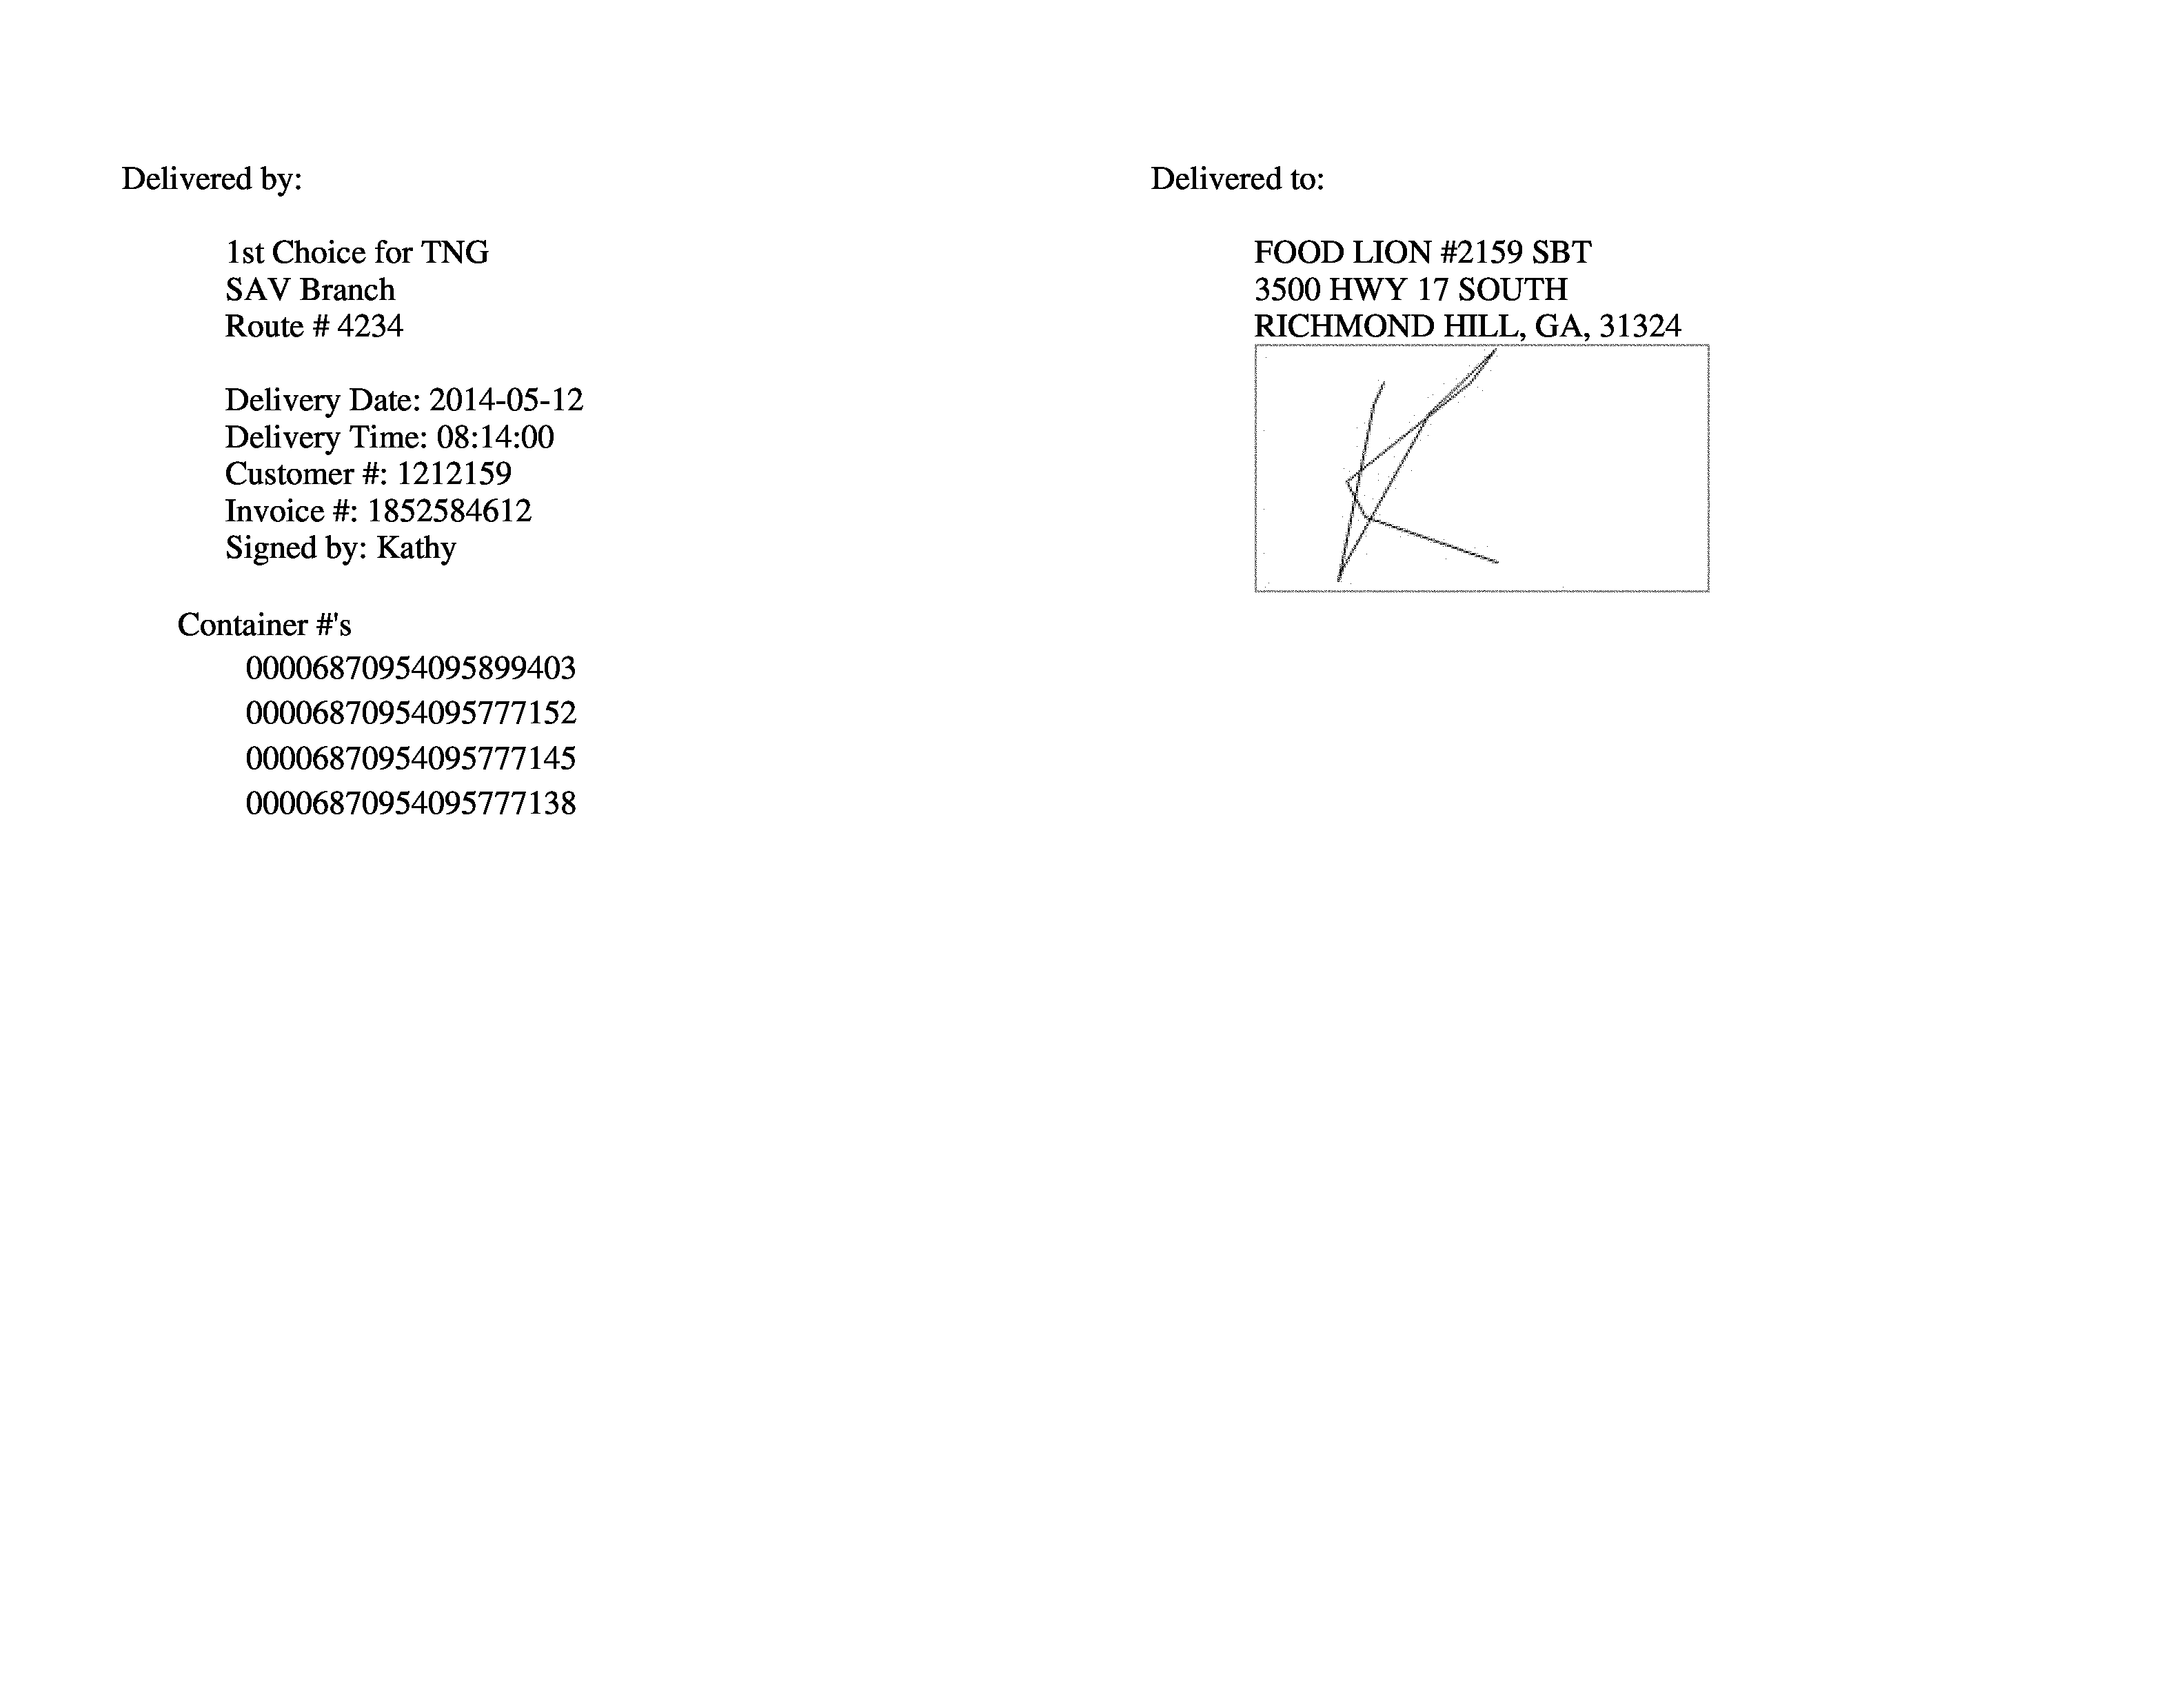 Delivered by:
1st Choice for TNG
SAV Branch
Route # 4234
Delivery Date: 2014-05-12
Delivery Time: 08:14:00
Customer #: 1212159
Invoice #: 1852584612
Signed by: Kathy
Container #'s
00006870954095899403
00006870954095777152
00006870954095777145
00006870954095777138
Delivered to:
FOOD LION #2159 SBT
3500 HWY 17 SOUTH
RICHMOND HILL, GA, 31324